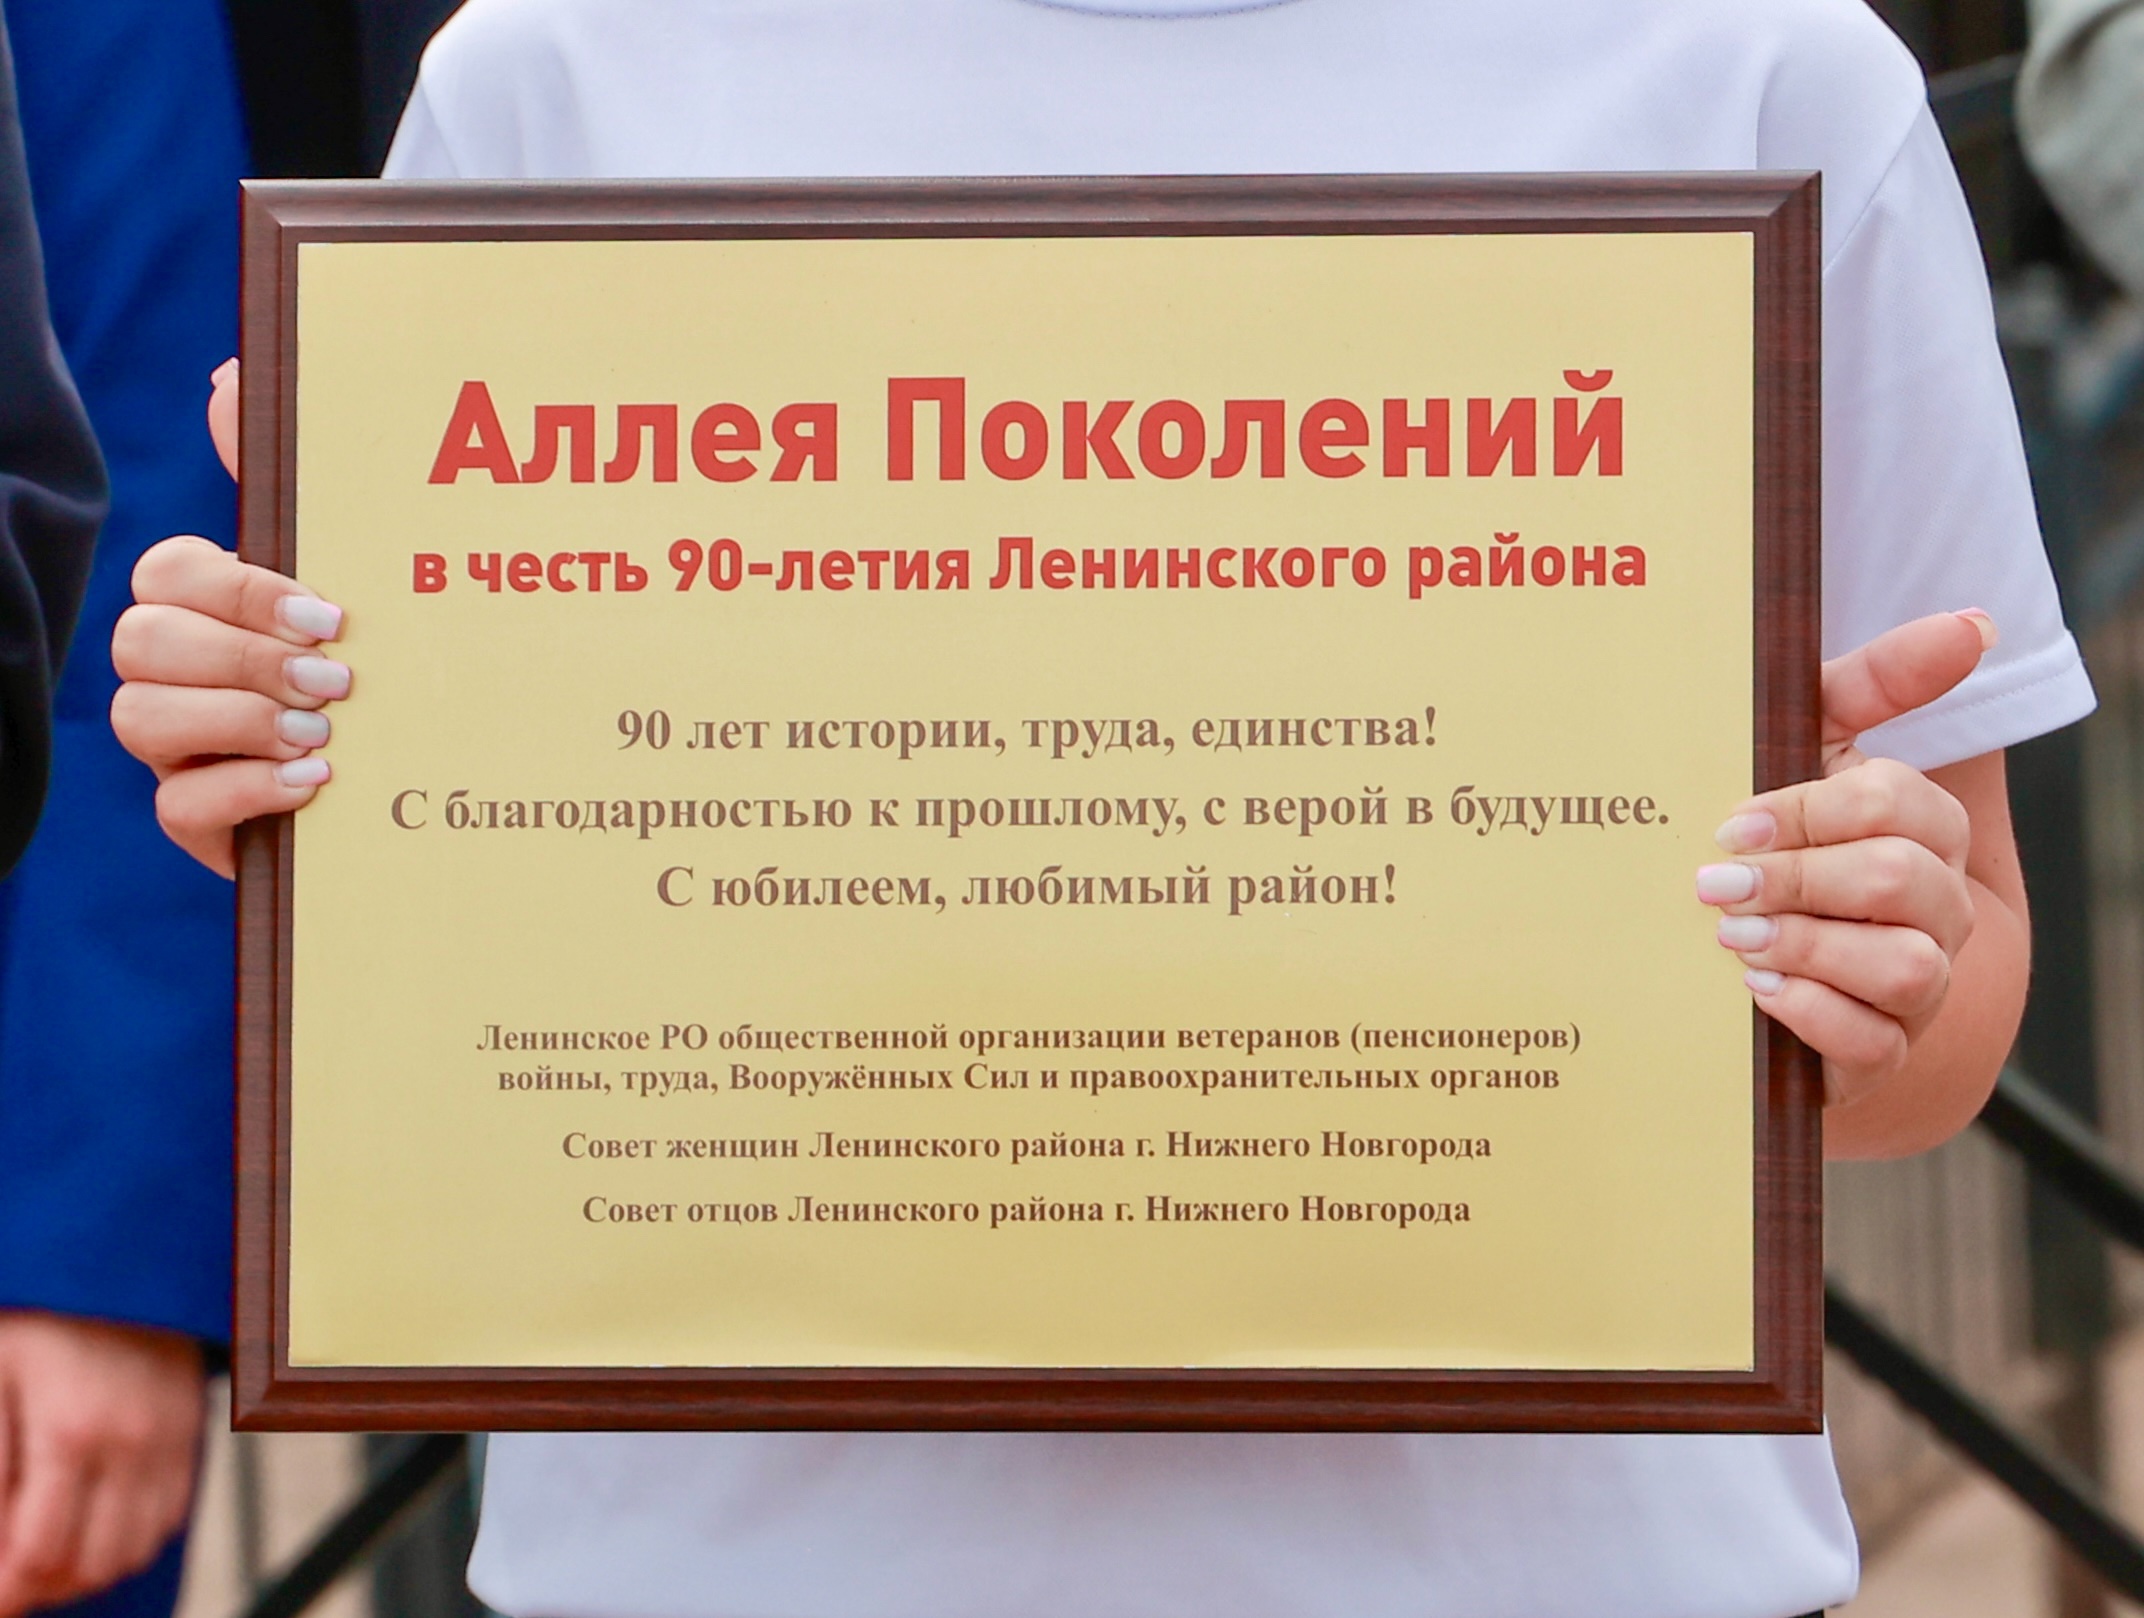 Аллея Поколений
в честь 90-летия Ленинского района
90 лет истории, труда, единства!
С благодарностью к прошлому, с верой в будущее.
С юбилеем, любимый район!
Ленинское РО общественной организации ветеранов (пенсионеров)
войны, труда, Вооружённых Сил и правоохранительных органов
Совет женщин Ленинского района г. Нижнего Новгорода
Совет отцов Ленинского района г. Нижнего Новгорода